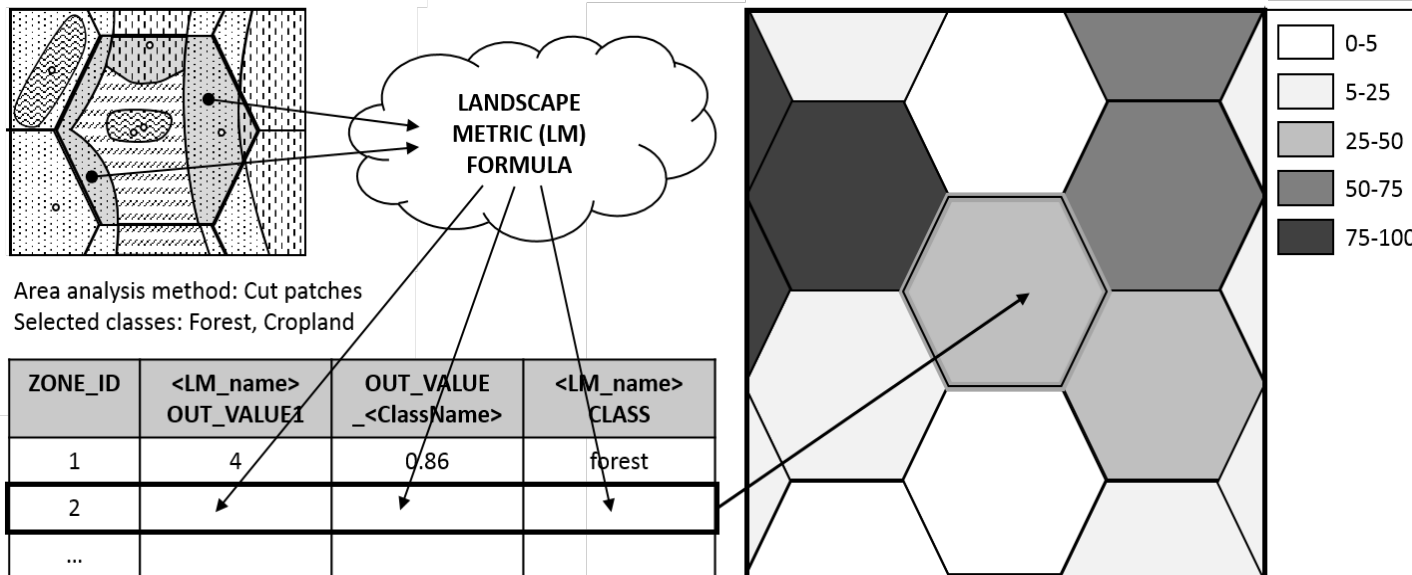 LANDSCAPE
METRIC (LM)
FORMULA
Area analysis method: Cut patches
Selected classes: Forest, Cropland
ZONE_ID <LM_name> OUT_VALUE <LM_name>
OUT_VALUE1 _<ClassName> CLASS
1 4 0.86 forest
2
...
0-5
5-25
25-50
50-75
75-100